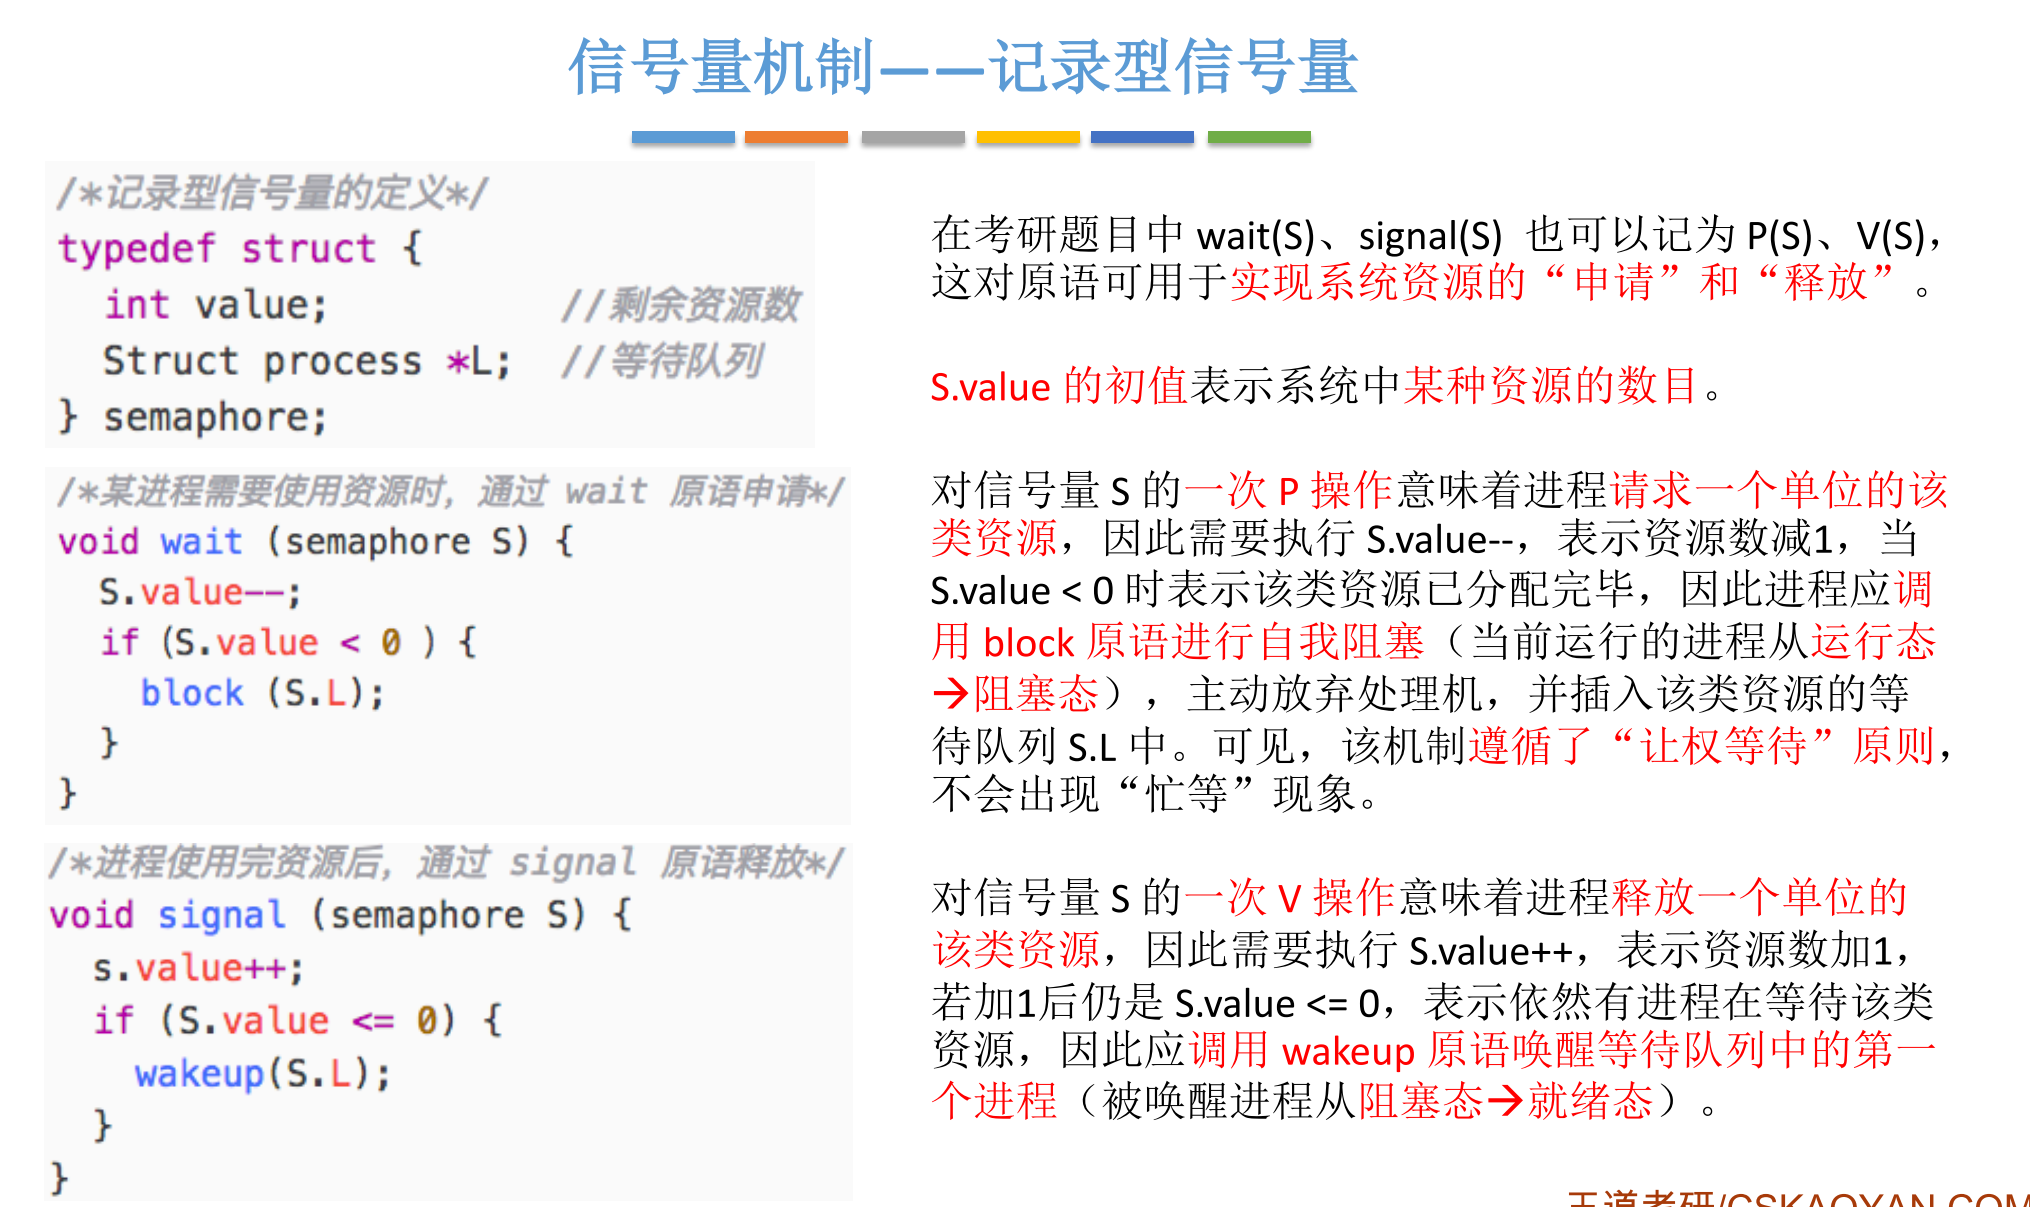 信号量机制——记录型信号量
/*记录型信号量的定义*/
typedef struct {
int value; //剩余资源数
Struct process *L; //等待队列
} semaphore;
/*某进程需要使用资源时，通过 wait 原语申请*/
void wait (semaphore S) {
S.value--;
if (S.value < 0 ) {
block (S.L);
}
}
/*进程使用完资源后，通过 signal 原语释放*/
void signal (semaphore S) {
s.value++;
if (S.value <= 0) {
wakeup(S.L);
}
}
在考研题目中 wait(S)、signal(S) 也可以记为 P(S)、V(S)，
这对原语可用于实现系统资源的“申请”和“释放”。
S.value 的初值表示系统中某种资源的数目。
对信号量 S 的一次 P 操作意味着进程请求一个单位的该
类资源，因此需要执行 S.value--，表示资源数减1，当
S.value < 0 时表示该类资源已分配完毕，因此进程应调
用 block 原语进行自我阻塞（当前运行的进程从运行态
→阻塞态），主动放弃处理机，并插入该类资源的等
待队列 S.L 中。可见，该机制遵循了“让权等待”原则，
不会出现“忙等”现象。
对信号量 S 的一次 V 操作意味着进程释放一个单位的
该类资源，因此需要执行 S.value++，表示资源数加1，
若加1后仍是 S.value <= 0，表示依然有进程在等待该类
资源，因此应调用 wakeup 原语唤醒等待队列中的第一
个进程（被唤醒进程从阻塞态→就绪态）。
王道考研/CSKAOYAN.COM